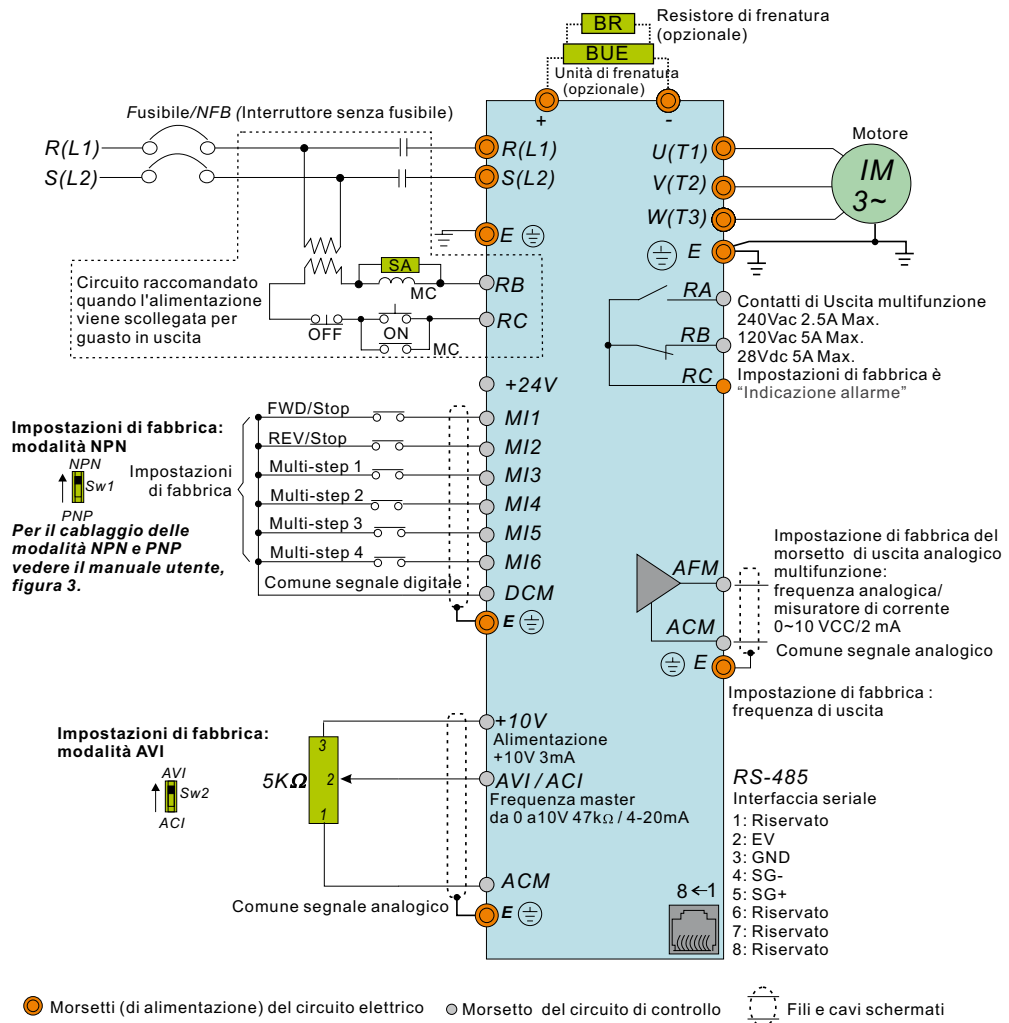 BR
Resistore di frenatura
(opzionale)
BUE
Unità di frenatura
(opzionale)
+
-
Fusibile/NFB (Interruttore senza fusibile)
R(L1)
S(L2)
R(L1)
S(L2)
E
U(T1)
V(T2)
W(T3)
E
Motore
IM
3~
Circuito raccomandato
quando l'alimentazione
viene scollegata per
guasto in uscita
SA
MC
OFF
ON
MC
RB
RC
RA
RB
RC
Contatti di Uscita multifunzione
240Vac 2.5A Max.
120Vac 5A Max.
28Vdc 5A Max.
Impostazioni di fabbrica è
“Indicazione allarme”
+24V
FWD/Stop
MI1
REV/Stop
MI2
Multi-step 1
MI3
Multi-step 2
MI4
Multi-step 3
MI5
Multi-step 4
MI6
Comune segnale digitale
DCM
E
Impostazioni di fabbrica:
modalità NPN
NPN
Sw1
PNP
Impostazioni
di fabbrica
Per il cablaggio delle
modalità NPN e PNP
vedere il manuale utente,
figura 3.
AFM
ACM
E
Impostazione di fabbrica del
morsetto di uscita analogico
multifunzione:
frequenza analogica/
misuratore di corrente
0~10 VCC/2 mA
Comune segnale analogico
Impostazione di fabbrica :
frequenza di uscita
Impostazioni di fabbrica:
modalità AVI
AVI
Sw2
ACI
5KΩ
3
2
1
+10V
Alimentazione
+10V 3mA
AVI / ACI
Frequenza master
da 0 a10V 47kΩ / 4-20mA
ACM
Comune segnale analogico
E
RS-485
Interfaccia seriale
1: Riservato
2: EV
3: GND
4: SG-
5: SG+
6: Riservato
7: Riservato
8: Riservato
8←1
Morsetti (di alimentazione) del circuito elettrico
Morsetto del circuito di controllo
Fili e cavi schermati